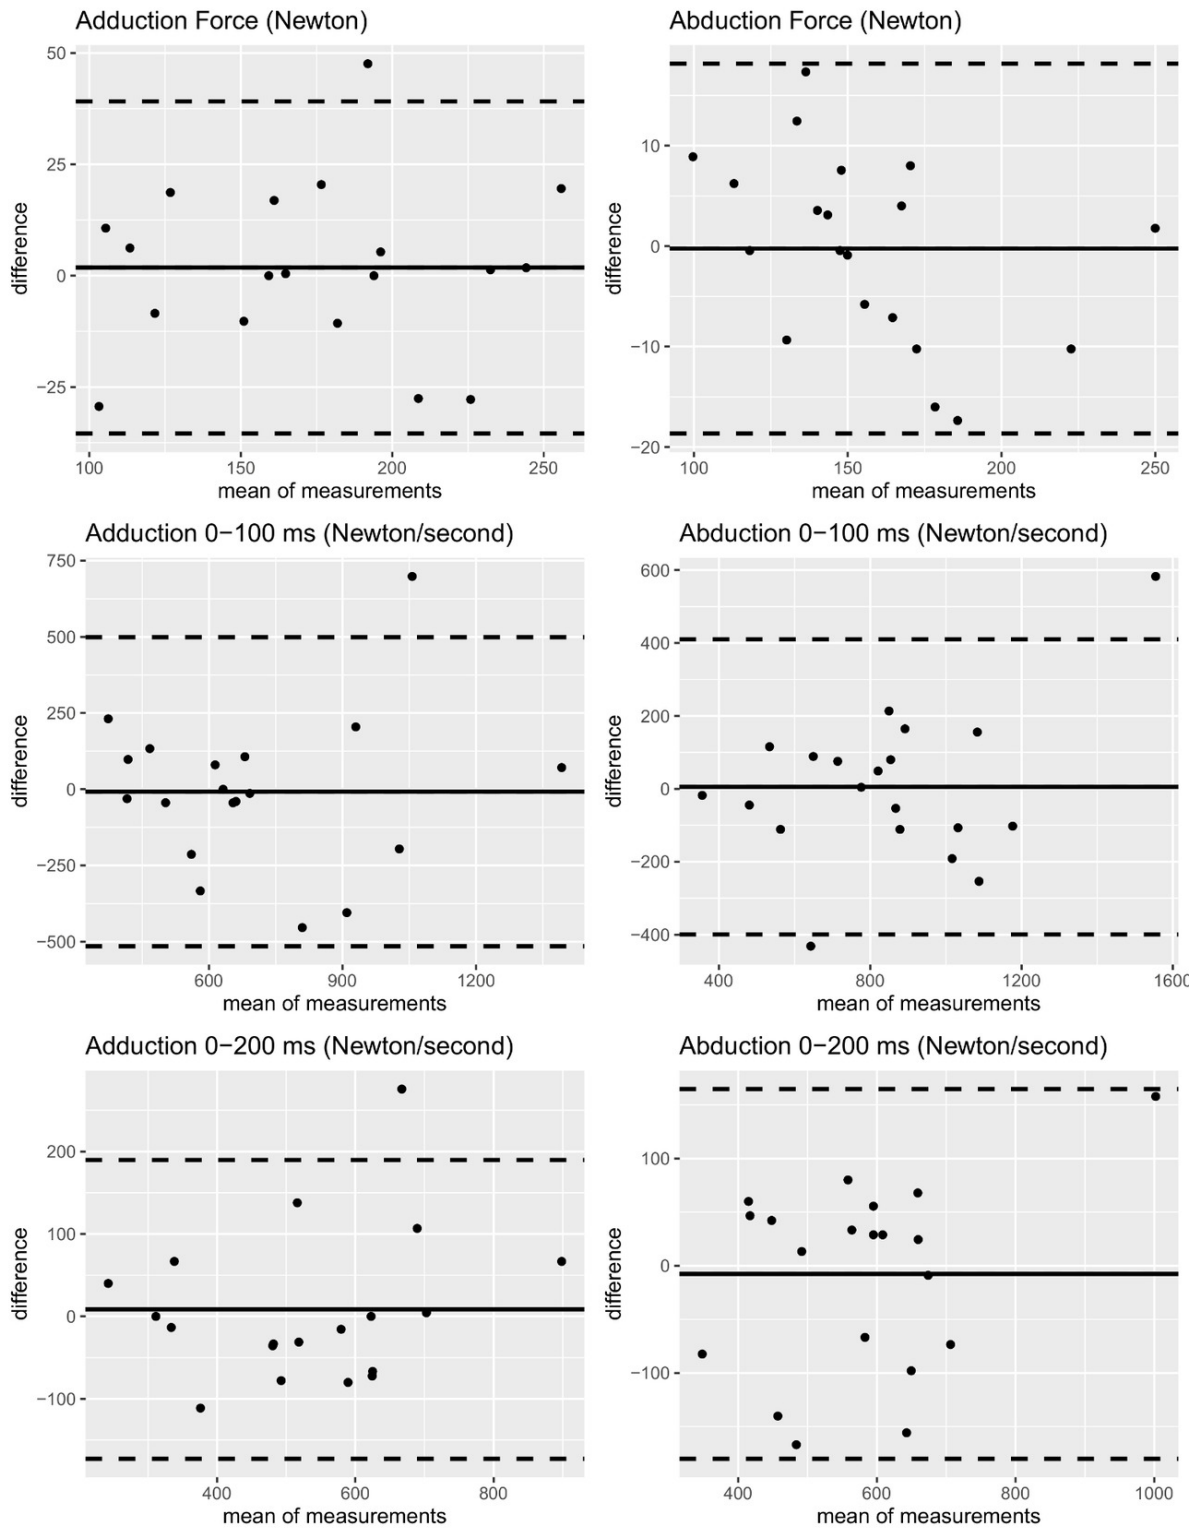 Adduction Force (Newton)
50
25
0
−25
difference
100 150 200 250
mean of measurements
Abduction Force (Newton)
10
0
−10
−20
difference
100 150 200 250
mean of measurements
Adduction 0−100 ms (Newton/second)
750
500
250
0
−250
−500
difference
600 900 1200
mean of measurements
Abduction 0−100 ms (Newton/second)
600
400
200
0
−200
−400
difference
400 800 1200 1600
mean of measurements
Adduction 0−200 ms (Newton/second)
200
100
0
−100
difference
400 600 800
mean of measurements
Abduction 0−200 ms (Newton/second)
100
0
−100
difference
400 600 800 1000
mean of measurements